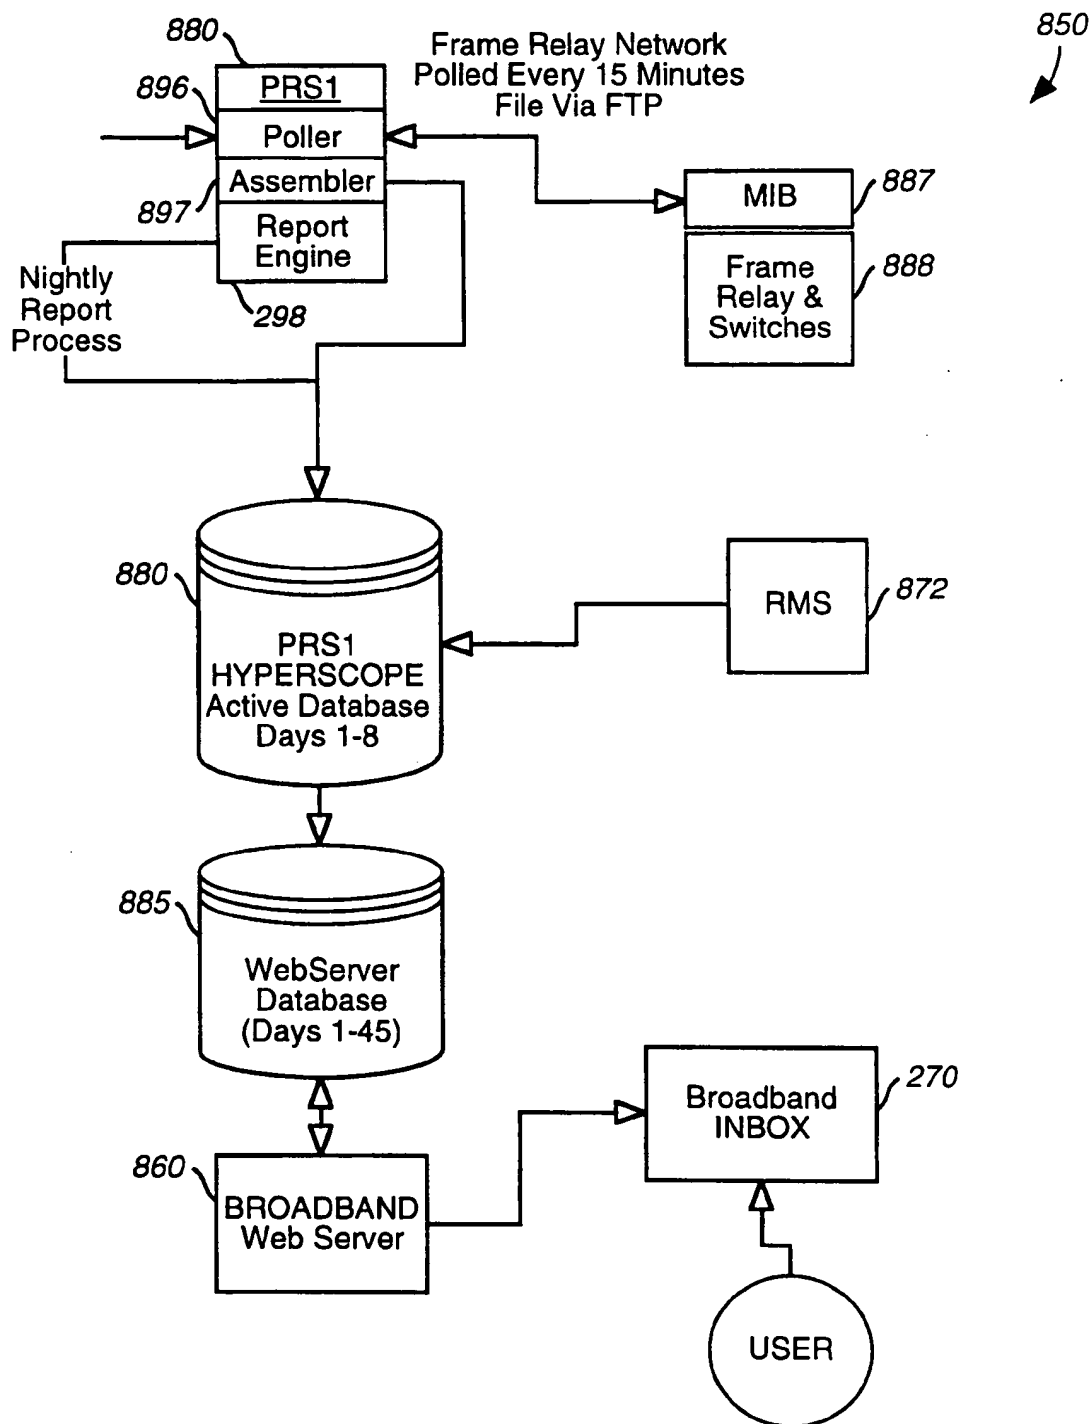 850
880
PRS1
Frame Relay Network
Polled Every 15 Minutes
File Via FTP
896
Poller
Assembler
897
Report
Engine
298
Nightly
Report
Process
MIB
887
Frame
Relay &
Switches
888
880
PRS1
HYPERSCOPE
Active Database
Days 1-8
RMS
872
885
WebServer
Database
(Days 1-45)
860
BROADBAND
Web Server
Broadband
INBOX
270
USER